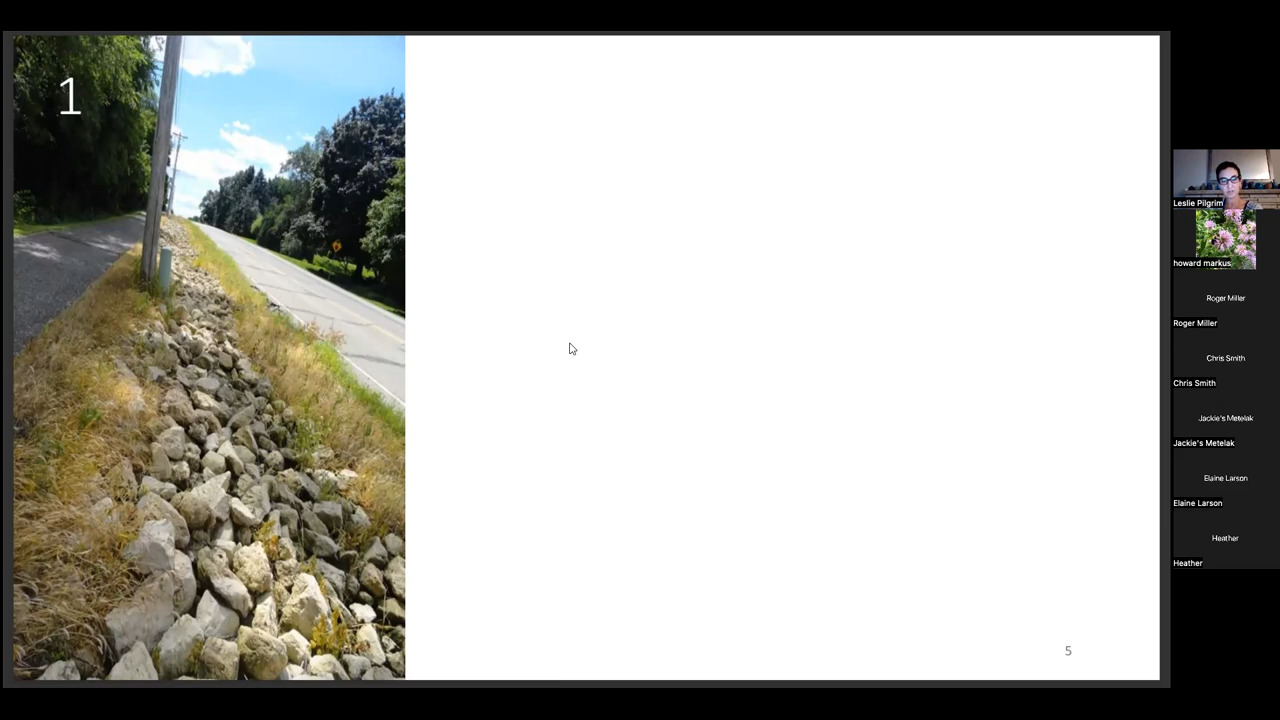 1
5
Leslie Pilgrim
howard markus
Roger Miller
Roger Miller
Chris Smith
Chris Smith
Jackie's Metelak
Jackie's Metelak
Elaine Larson
Elaine Larson
Heather
Heather